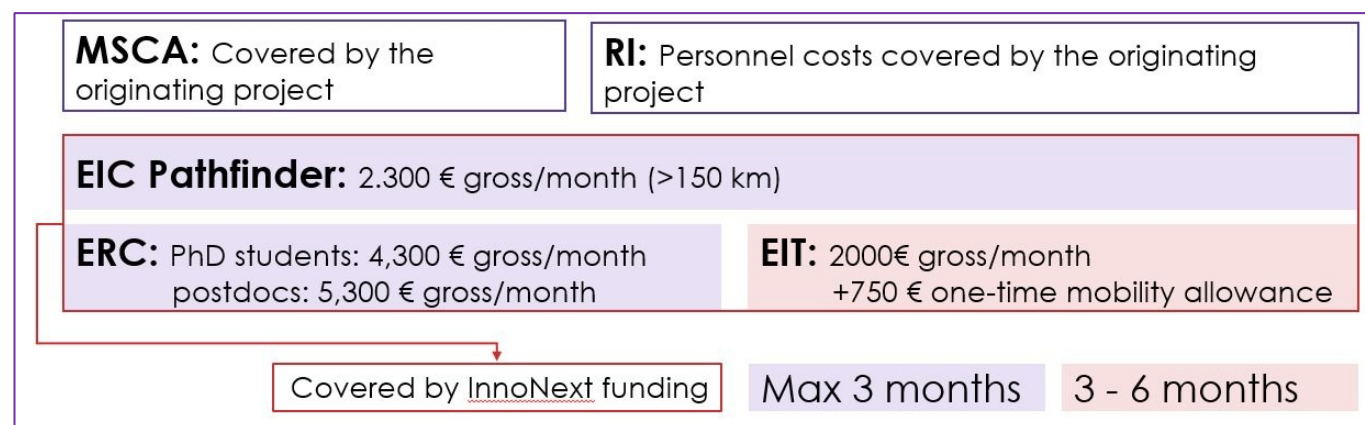 MSCA: Covered by the
originating project
RI: Personnel costs covered by the originating
project
EIC Pathfinder: 2.300 € gross/month (>150 km)
ERC: PhD students: 4,300 € gross/month
postdocs: 5,300 € gross/month
EIT: 2000€ gross/month
+750 € one-time mobility allowance
Covered by InnoNext funding
Max 3 months
3 - 6 months